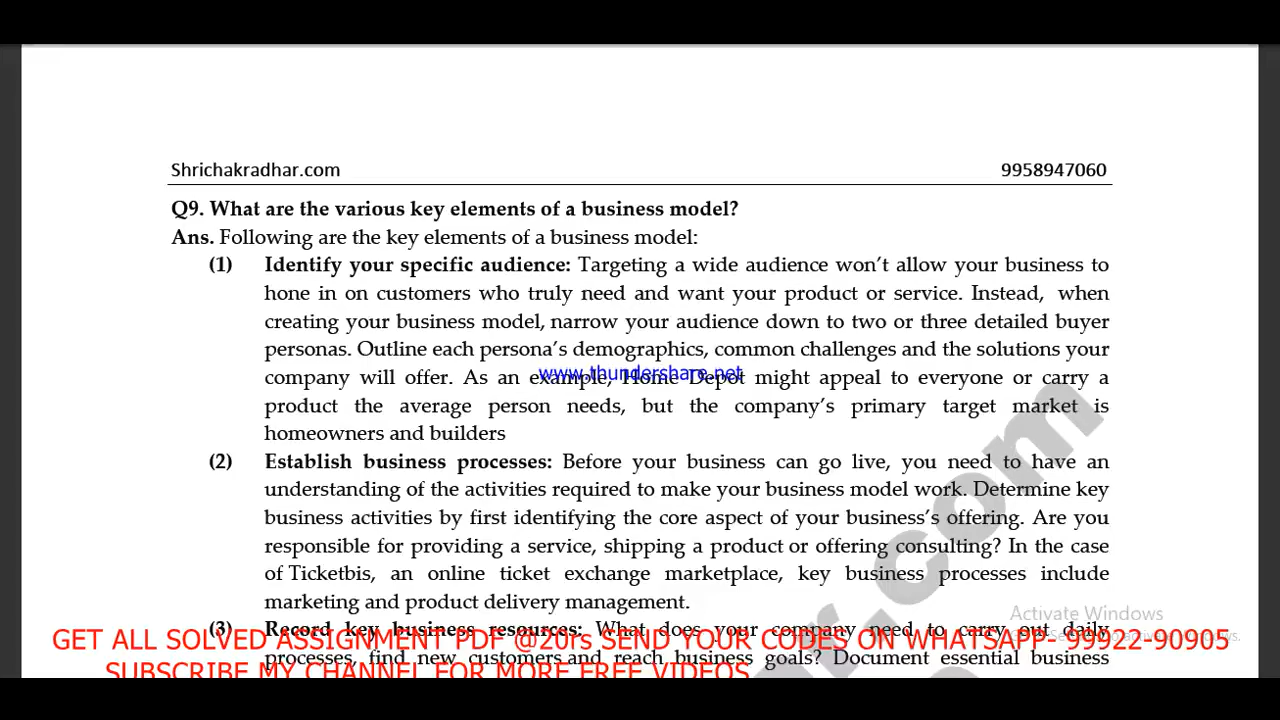 Shrichakradhar.com 9958947060
Q9. What are the various key elements of a business model?
Ans. Following are the key elements of a business model:
(1) Identify your specific audience: Targeting a wide audience won't allow your business to
hone in on customers who truly need and want your product or service. Instead, when
creating your business model, narrow your audience down to two or three detailed buyer
personas. Outline each persona's demographics, common challenges and the solutions your
company will offer. As an example, Home Depot might appeal to everyone or carry a
www.thundershare.net
product the average person needs, but the company's primary target market is
homeowners and builders
(2) Establish business processes: Before your business can go live, you need to have an
understanding of the activities required to make your business model work. Determine key
business activities by first identifying the core aspect of your business's offering. Are you
responsible for providing a service, shipping a product or offering consulting? In the case
of Ticketbis, an online ticket exchange marketplace, key business processes include
marketing and product delivery management.
Activate Windows
(3) Record key business resources: What does your company need to carry out daily
GET ALL SOLVED ASSIGNMENT PDF @20rs SEND YOUR CODES ON WHATSAPP- 99922-90905
processes, find new customers and reach business goals? Document essential business
SUBSCRIBE MY CHANNEL FOR MORE FREE VIDEOS
ar.com